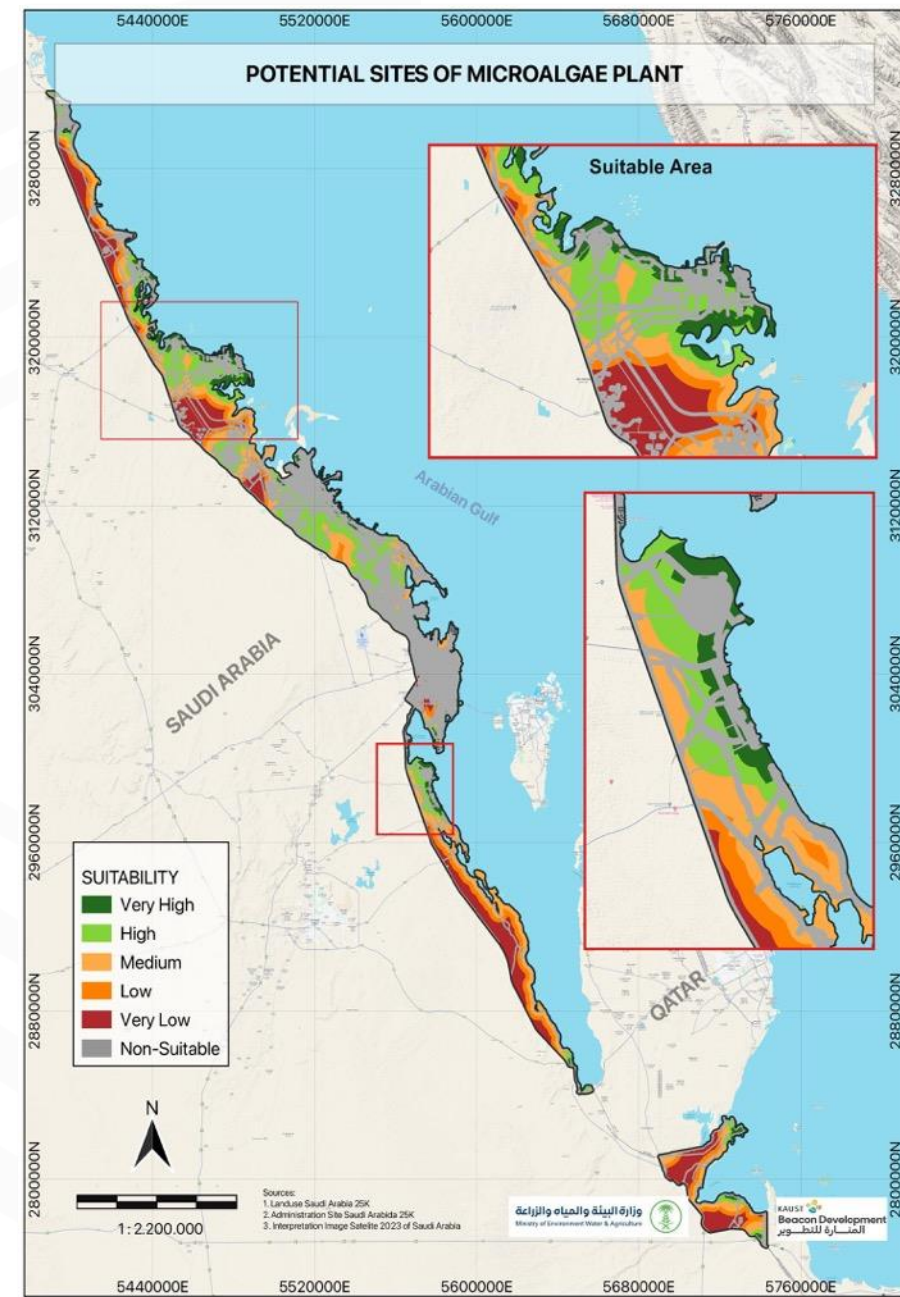 5440000E 5520000E 5600000E 5680000E 5760000E
POTENTIAL SITES OF MICROALGAE PLANT
3280000N 3280000N
Suitable Area
3200000N 3200000N
Arabian Gulf
3120000N 3120000N
SAUDI ARABIA
3040000N 3040000N
2960000N 2960000N
SUITABILITY
Very High
High
Medium
Low
Very Low
Non-Suitable
QATAR
2880000N 2880000N
N
2800000N 2800000N
1: 2.200.000
Sources:
1. Landuse Saudi Arabia 25K
2. Administration Site Saudi Arabida 25K
3. Interpretation Image Satelite 2023 of Saudi Arabia
وزارة البيئة والمياه والزراعة
Ministry of Environment Water & Agriculture
KAUST
Beacon Development
المنارة للتطوير
5440000E 5520000E 5600000E 5680000E 5760000E